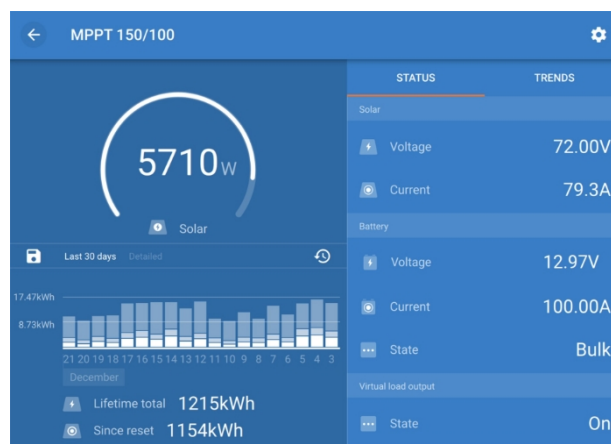 MPPT 150/100
5710W
Solar
Last 30 days Detailed
17.47kWh
8.73kWh
21 20 19 18 17 16 15 14 13 12 11 10 9 8 7 6 5 4 3
December
Lifetime total 1215kWh
Since reset 1154kWh
STATUS TRENDS
Solar
Voltage 72.00V
Current 79.3A
Battery
Voltage 12.97V
Current 100.00A
State Bulk
Virtual load output
State On